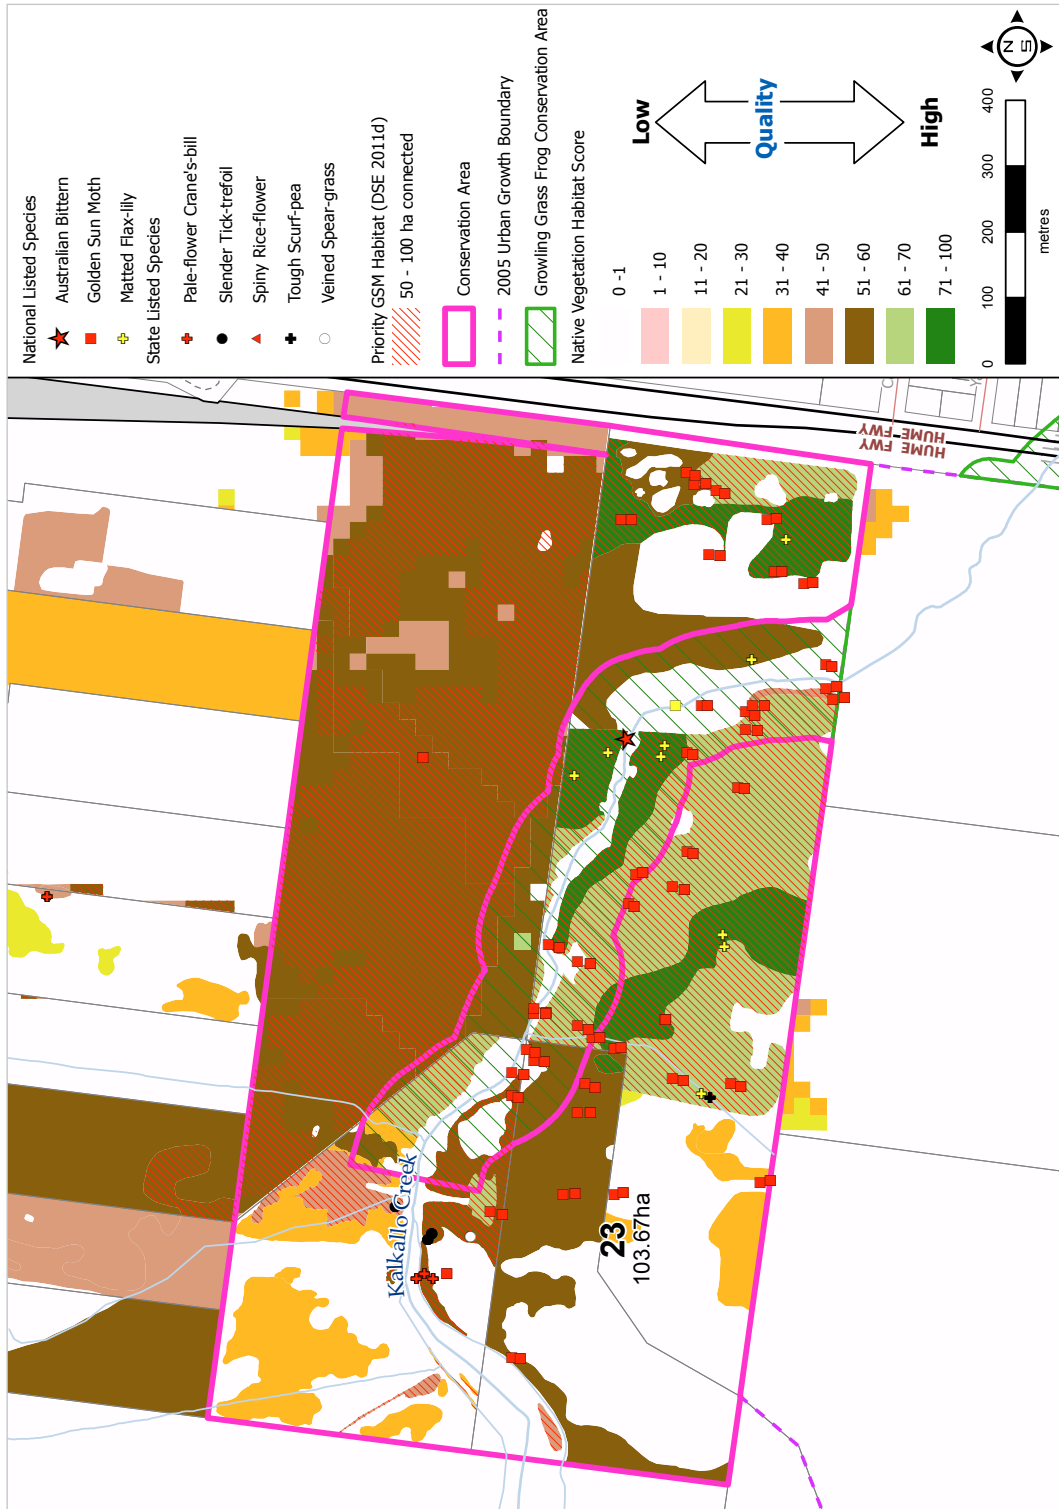 National Listed Species
Australian Bittern
Golden Sun Moth
Matted Flax-lily
State Listed Species
Pale-flower Crane's-bill
Slender Tick-trefoil
Spiny Rice-flower
Tough Scurf-pea
Veined Spear-grass
Priority GSM Habitat (DSE 2011d)
50 - 100 ha connected
Conservation Area
2005 Urban Growth Boundary
Growling Grass Frog Conservation Area
Native Vegetation Habitat Score
0 -1
1 - 10
11 - 20
21 - 30
31 - 40
41 - 50
51 - 60
61 - 70
71 - 100
Low
Quality
High
0 100 200 300 400
metres
N
S
HUME FWY
HUME FWY
Kalkallo Creek
23
103.67ha